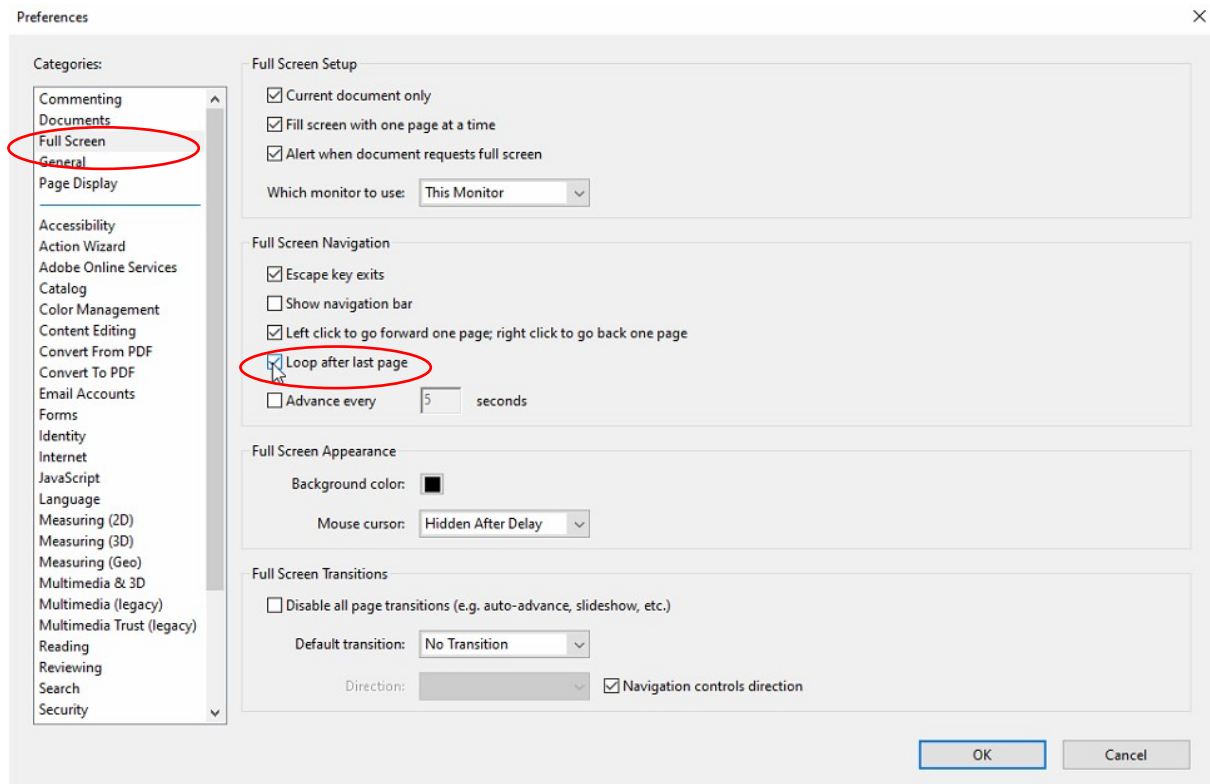 Preferences
Categories:
Commenting
Documents
Full Screen
General
Page Display
Accessibility
Action Wizard
Adobe Online Services
Catalog
Color Management
Content Editing
Convert From PDF
Convert To PDF
Email Accounts
Forms
Identity
Internet
JavaScript
Language
Measuring (2D)
Measuring (3D)
Measuring (Geo)
Multimedia & 3D
Multimedia (legacy)
Multimedia Trust (legacy)
Reading
Reviewing
Search
Security
Full Screen Setup
Current document only
Fill screen with one page at a time
Alert when document requests full screen
Which monitor to use: This Monitor
Full Screen Navigation
Escape key exits
Show navigation bar
Left click to go forward one page; right click to go back one page
Loop after last page
Advance every 5 seconds
Full Screen Appearance
Background color:
Mouse cursor: Hidden After Delay
Full Screen Transitions
Disable all page transitions (e.g. auto-advance, slideshow, etc.)
Default transition: No Transition
Direction: Navigation controls direction
OK Cancel